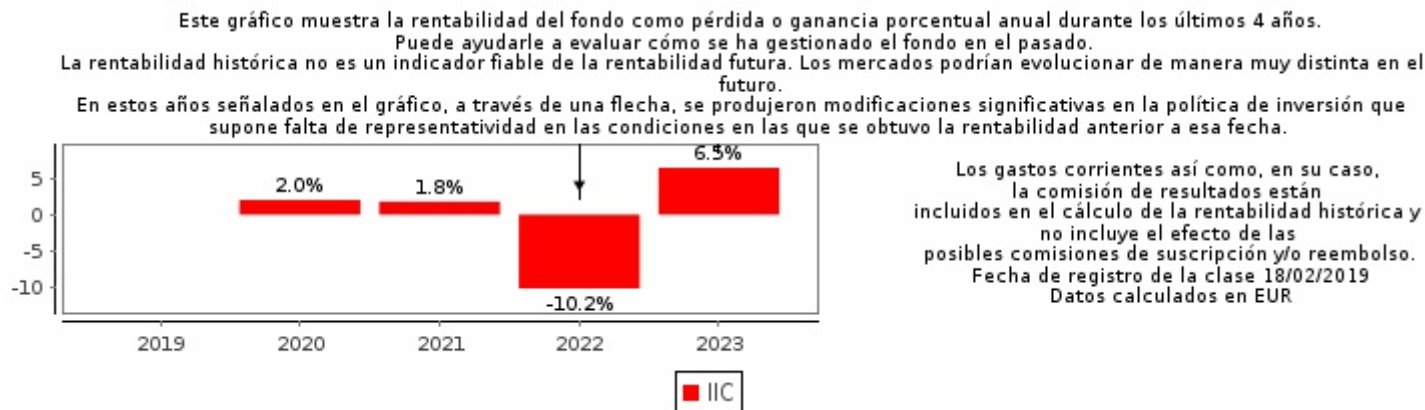 Este gráfico muestra la rentabilidad del fondo como pérdida o ganancia porcentual anual durante los últimos 4 años.
Puede ayudarle a evaluar cómo se ha gestionado el fondo en el pasado.
La rentabilidad histórica no es un indicador fiable de la rentabilidad futura. Los mercados podrían evolucionar de manera muy distinta en el
futuro.
En estos años señalados en el gráfico, a través de una flecha, se produjeron modificaciones significativas en la política de inversión que
supone falta de representatividad en las condiciones en las que se obtuvo la rentabilidad anterior a esa fecha.
5
0
-5
-10
2.0%
1.8%
-10.2%
6.5%
2019
2020
2021
2022
2023
IIC
Los gastos corrientes así como, en su caso,
la comisión de resultados están
incluidos en el cálculo de la rentabilidad histórica y
no incluye el efecto de las
posibles comisiones de suscripción y/o reembolso.
Fecha de registro de la clase 18/02/2019
Datos calculados en EUR